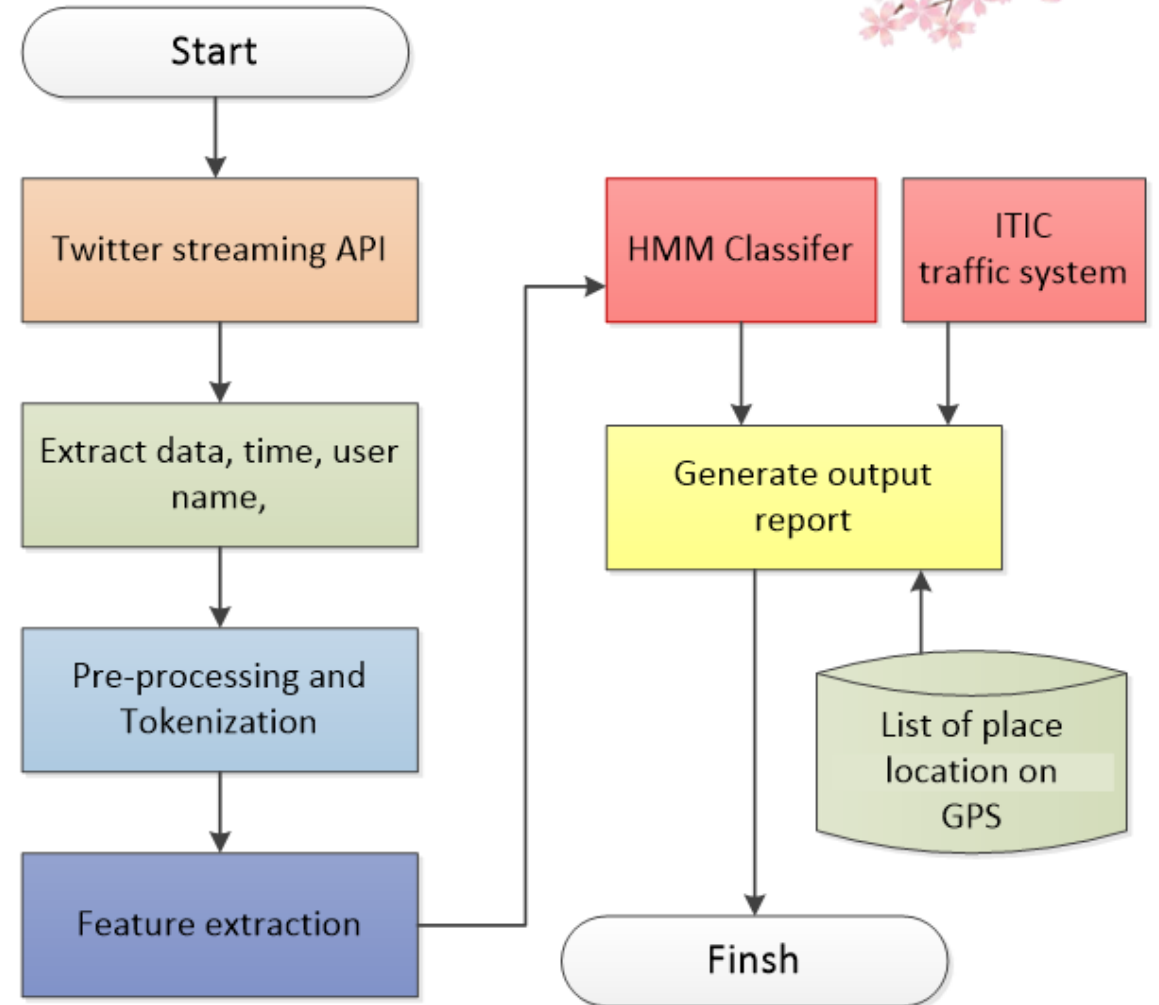 Start
Twitter streaming API
Extract data, time, user
name,
Pre-processing and
Tokenization
Feature extraction
HMM Classifer
ITIC
traffic system
Generate output
report
List of place
location on
GPS
Finsh